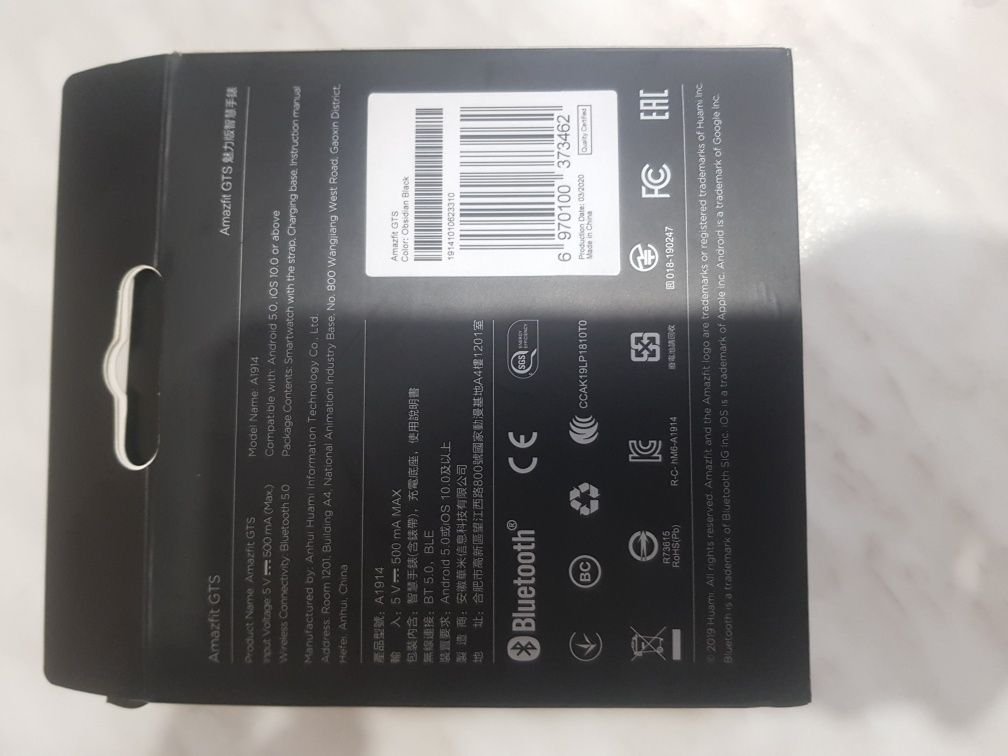 Amazfit GTS
Amazfit GTS 魅力版智慧手錶
Product Name: Amazfit GTS
Model Name: A1914
Input Voltage: 5 V ⎓ 500 mA (Max.)
Compatible with: Android 5.0, iOS 10.0 or above
Wireless Connectivity: Bluetooth 5.0
Package Contents: Smartwatch with the strap, Charging base, Instruction manual
Manufactured by: Anhui Huami Information Technology Co., Ltd.
Address: Room 1201, Building A4, National Animation Industry Base, No. 800 Wangjiang West Road, Gaoxin District,
Hefei, Anhui, China
產品型號: A1914
輸 入: 5 V ⎓ 500 mA MAX
包裝內含: 智慧手錶(含錶帶), 充電底座, 使用說明書
無線連接: BT 5.0, BLE
裝置要求: Android 5.0或iOS 10.0及以上
製 造 商: 安徽華米信息科技有限公司
地 址: 合肥市高新區望江西路800號國家動漫基地A4樓1201室
Amazfit GTS
Color: Obsidian Black
19141010623310
6 970100 373462
Production Date: 03/2020
Made in China
Quality Certified
Bluetooth®
CE
SGS
ENERGY
EFFICIENCY
BC
CCAK19LP1810T0
R73615
RoHS(Pb)
R-C-HM6-A1914
廢電池請回收
018-190247
FC
EAC
© 2019 Huami. All rights reserved. Amazfit and the Amazfit logo are trademarks or registered trademarks of Huami Inc.
Bluetooth is a trademark of Bluetooth SIG Inc. iOS is a trademark of Apple Inc. Android is a trademark of Google Inc.